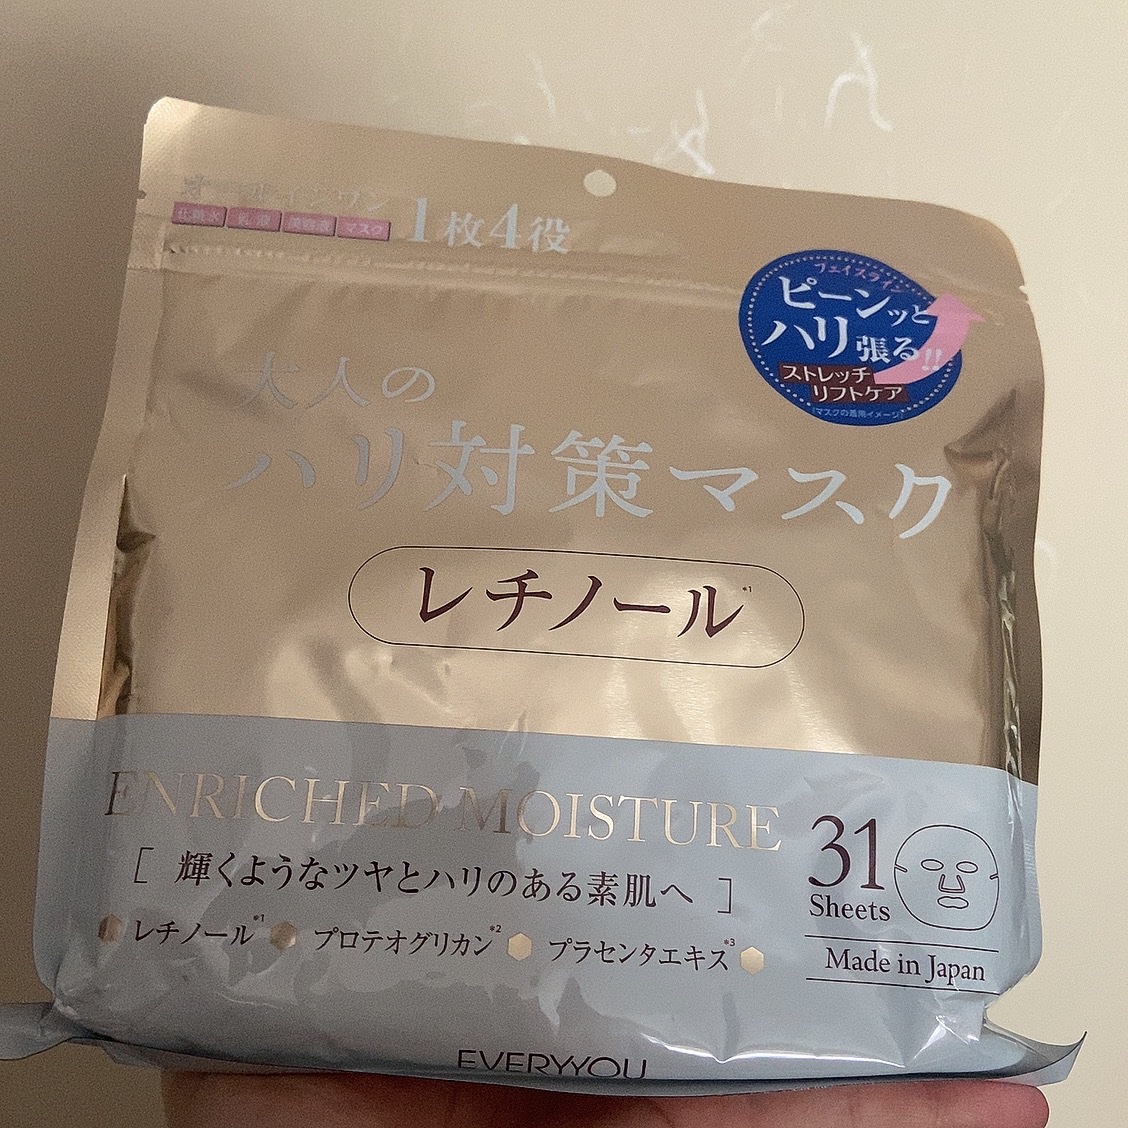 オールインワン
化粧水 乳液 美容液 マスク 1枚4役
フェイスライン
ピーンッと
ハリ張る!!
ストレッチ
リフトケア
(マスクの着用イメージ)
大人の
ハリ対策マスク
レチノール*1
ENRICHED MOISTURE
[ 輝くようなツヤとハリのある素肌へ ]
レチノール*1 プロテオグリカン*2 プラセンタエキス*3
31
Sheets
Made in Japan
EVERYYOU